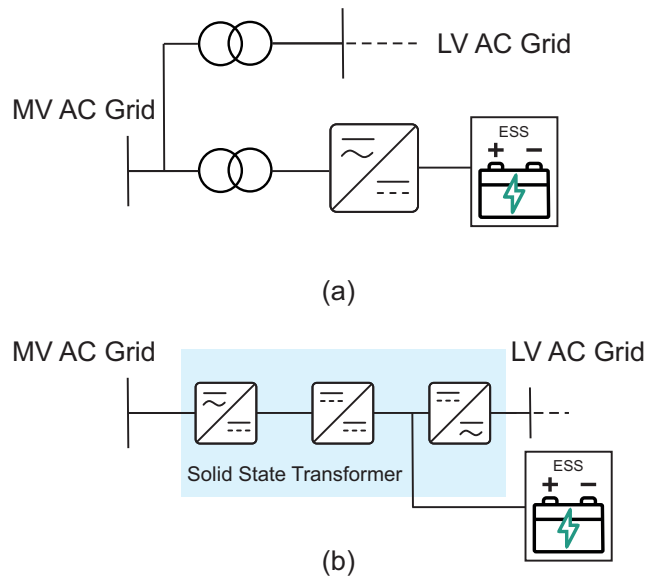 LV AC Grid
MV AC Grid
ESS
+ −
(a)
MV AC Grid
LV AC Grid
Solid State Transformer
ESS
+ −
(b)